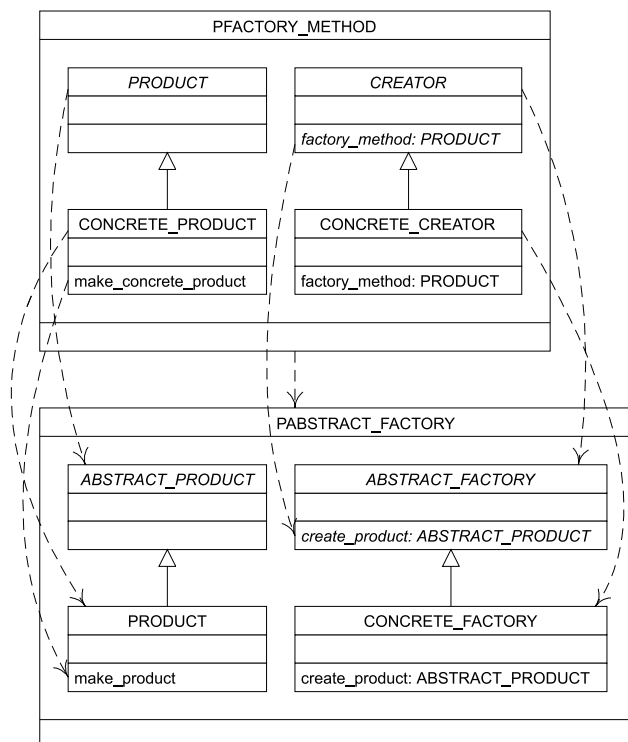 PFACTORY_METHOD
PRODUCT
CREATOR
factory_method: PRODUCT
CONCRETE_PRODUCT
CONCRETE_CREATOR
make_concrete_product
factory_method: PRODUCT
PABSTRACT_FACTORY
ABSTRACT_PRODUCT
ABSTRACT_FACTORY
create_product: ABSTRACT_PRODUCT
PRODUCT
CONCRETE_FACTORY
make_product
create_product: ABSTRACT_PRODUCT